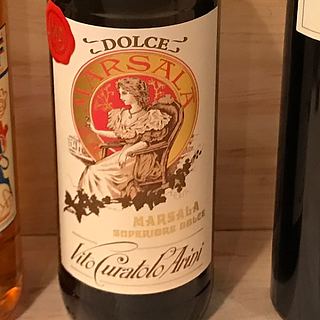 DOLCE
MARSALA
MARSALA
SUPERIORE DOLCE
Vito Curatolo Arini